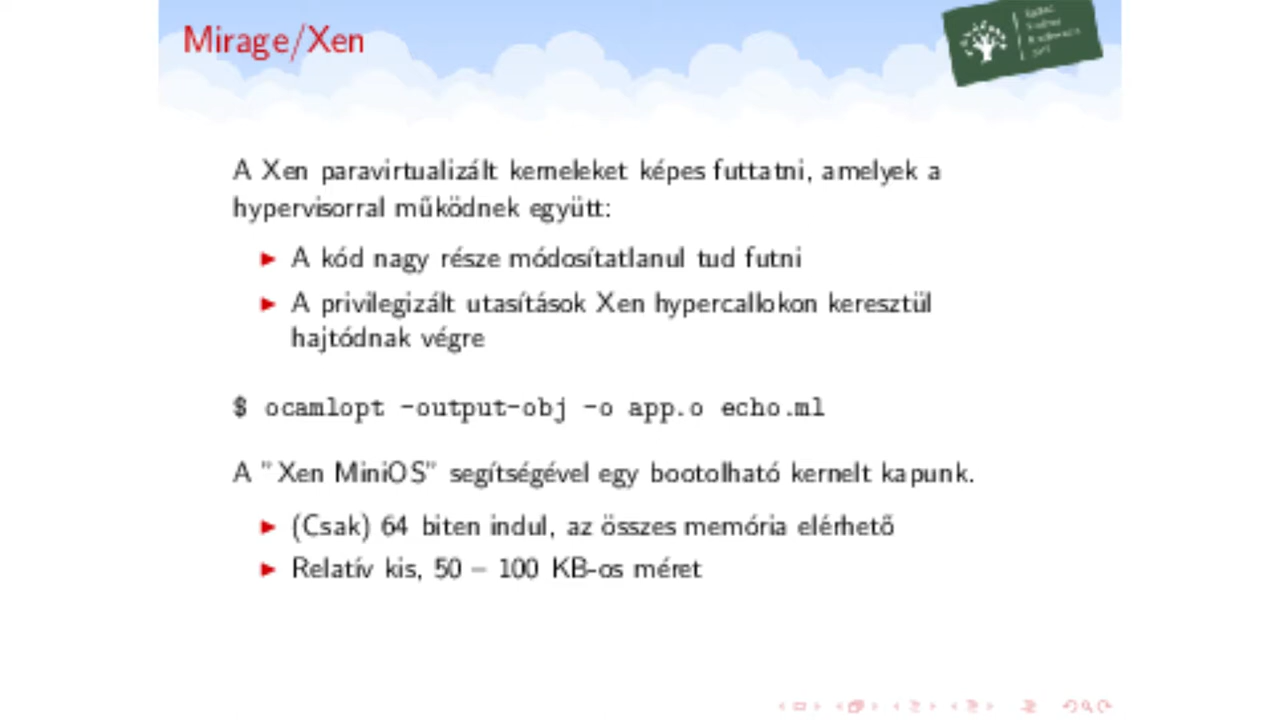 Mirage/Xen
A Xen paravirtualizált kerneleket képes futtatni, amelyek a
hypervisorral működnek együtt:
A kód nagy része módosítatlanul tud futni
A privilegizált utasítások Xen hypercallokon keresztül
hajtódnak végre
$ ocamlopt -output-obj -o app.o echo.ml
A "Xen MiniOS" segítségével egy bootolható kernelt kapunk.
(Csak) 64 biten indul, az összes memória elérhető
Relatív kis, 50 – 100 KB-os méret